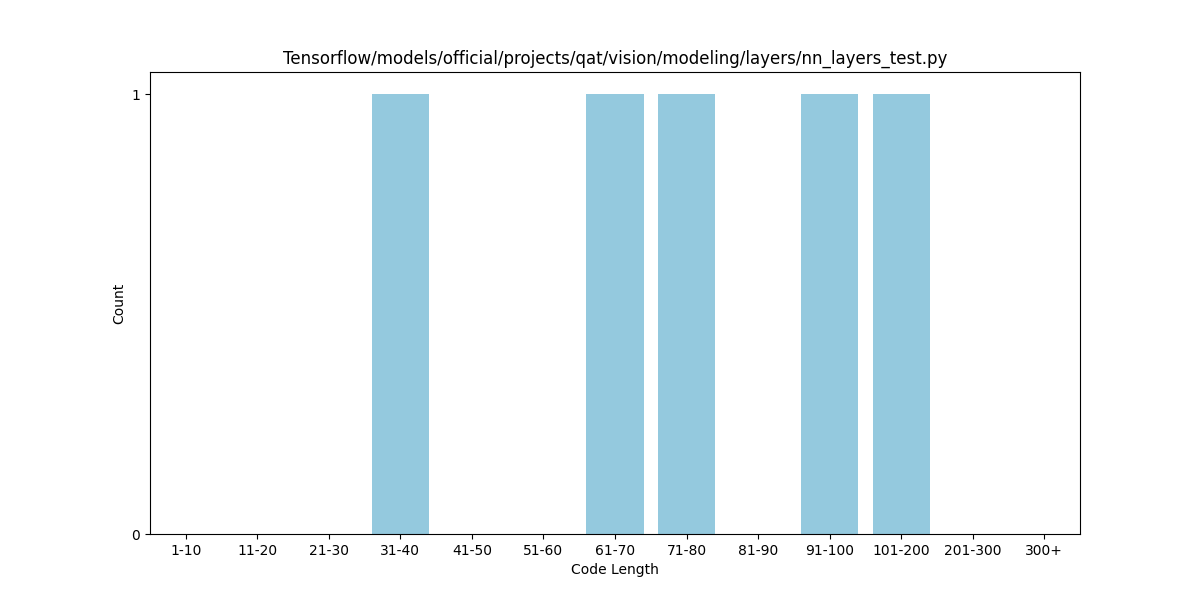 Tensorflow/models/official/projects/qat/vision/modeling/layers/nn_layers_test.py
1
Count
0
1-10 11-20 21-30 31-40 41-50 51-60 61-70 71-80 81-90 91-100 101-200 201-300 300+
Code Length